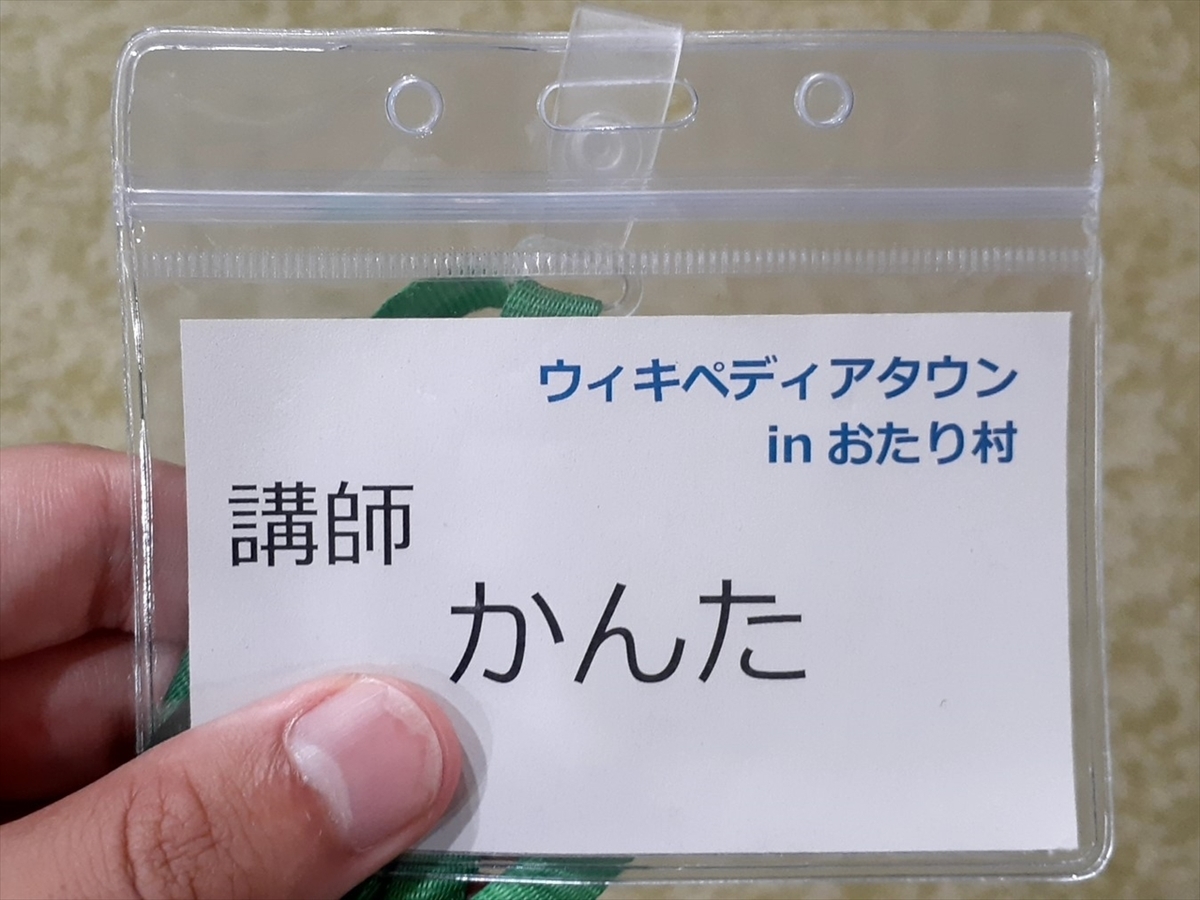 ウィキペディアタウン
in おたり村
講師
かんた